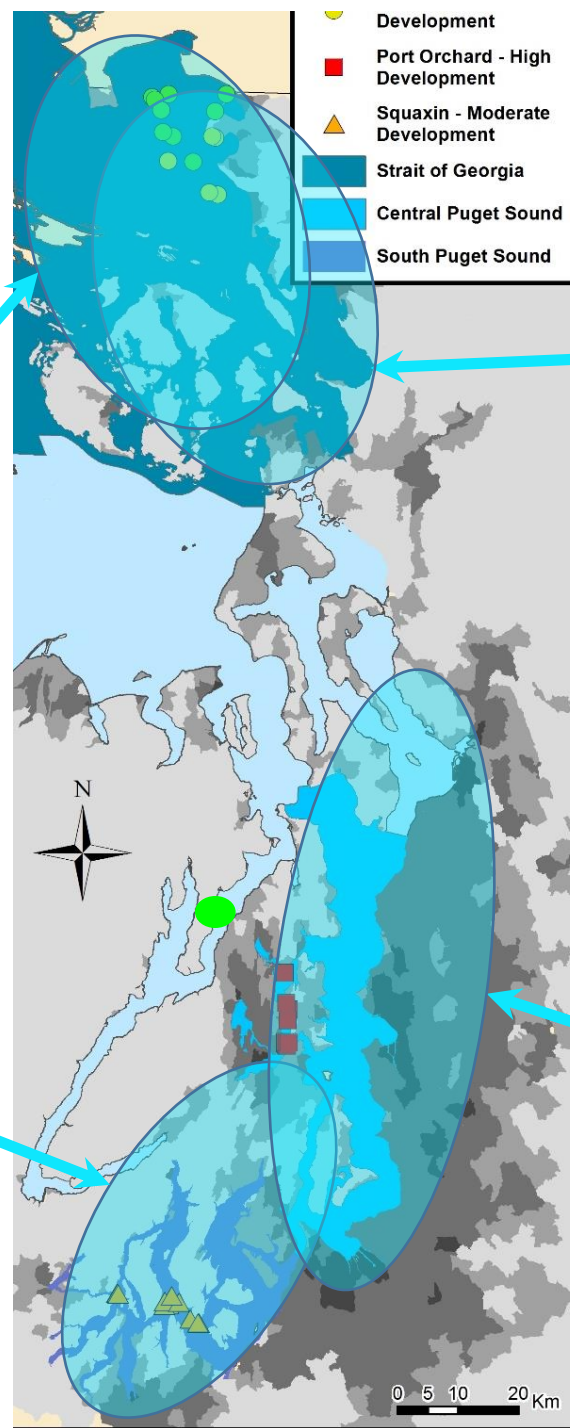 Development
Port Orchard - High
Development
Squaxin - Moderate
Development
Strait of Georgia
Central Puget Sound
South Puget Sound
N
0 5 10 20 Km